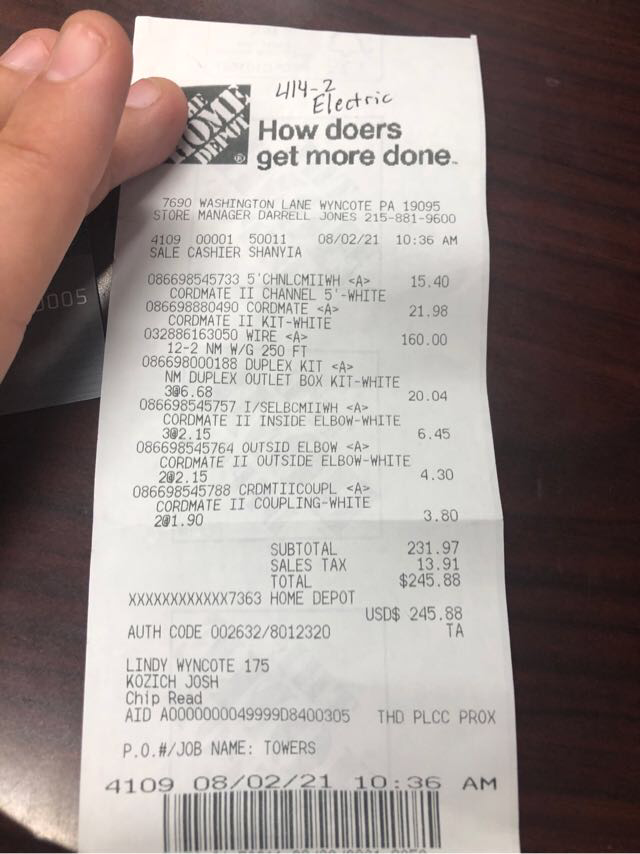 414-2
Electric
THE
HOME
DEPOT
®
How doers
get more done™
7690 WASHINGTON LANE WYNCOTE PA 19095
STORE MANAGER DARRELL JONES 215-881-9600
4109 00001 50011 08/02/21 10:36 AM
SALE CASHIER SHANYIA
086698545733 5'CHNLCMIIWH <A> 15.40
CORDMATE II CHANNEL 5'-WHITE
086698880490 CORDMATE <A> 21.98
CORDMATE II KIT-WHITE
032886163050 WIRE <A> 160.00
12-2 NM W/G 250 FT
086698000188 DUPLEX KIT <A>
NM DUPLEX OUTLET BOX KIT-WHITE
3@6.68 20.04
086698545757 I/SELBCMIIWH <A>
CORDMATE II INSIDE ELBOW-WHITE
3@2.15 6.45
086698545764 OUTSID ELBOW <A>
CORDMATE II OUTSIDE ELBOW-WHITE
2@2.15 4.30
086698545788 CRDMTIICOUPL <A>
CORDMATE II COUPLING-WHITE
2@1.90 3.80
SUBTOTAL 231.97
SALES TAX 13.91
TOTAL $245.88
XXXXXXXXXXXX7363 HOME DEPOT
USD$ 245.88
AUTH CODE 002632/8012320 TA
LINDY WYNCOTE 175
KOZICH JOSH
Chip Read
AID A0000000049999D8400305 THD PLCC PROX
P.O.#/JOB NAME: TOWERS
4109 08/02/21 10:36 AM